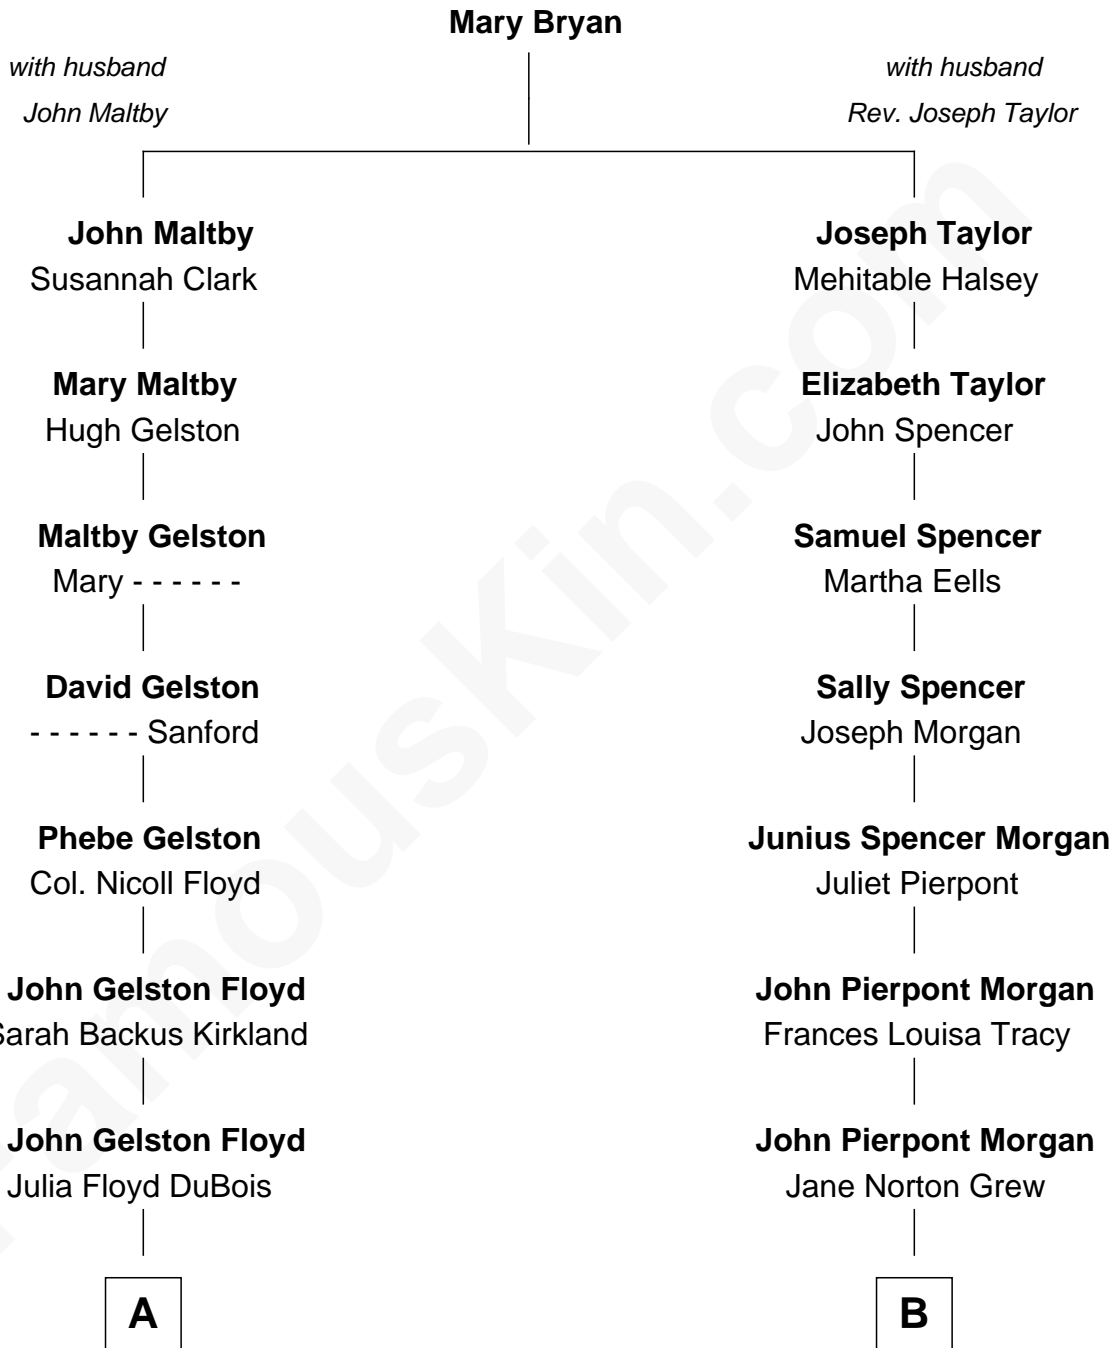 Mary Bryan
with husband
John Maltby
with husband
Rev. Joseph Taylor
John Maltby
Susannah Clark
Joseph Taylor
Mehitable Halsey
Mary Maltby
Hugh Gelston
Elizabeth Taylor
John Spencer
Maltby Gelston
Mary - - - - - -
Samuel Spencer
Martha Eells
David Gelston
- - - - - - Sanford
Sally Spencer
Joseph Morgan
Phebe Gelston
Col. Nicoll Floyd
Junius Spencer Morgan
Juliet Pierpont
John Gelston Floyd
Sarah Backus Kirkland
John Pierpont Morgan
Frances Louisa Tracy
John Gelston Floyd
Julia Floyd DuBois
John Pierpont Morgan
Jane Norton Grew
A
B
FamousKin.com